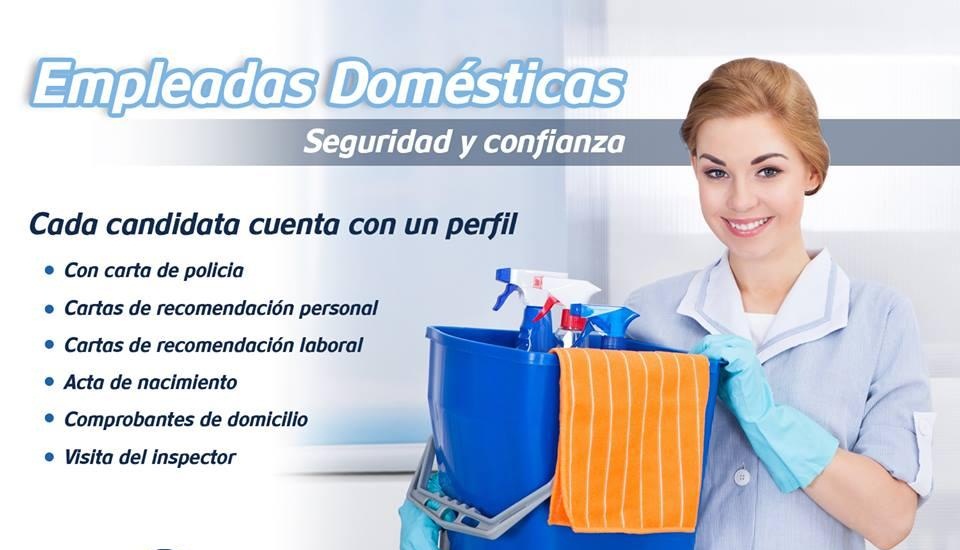 Empleadas Domésticas
Seguridad y confianza
Cada candidata cuenta con un perfil
Con carta de policia
Cartas de recomendación personal
Cartas de recomendación laboral
Acta de nacimiento
Comprobantes de domicilio
Visita del inspector